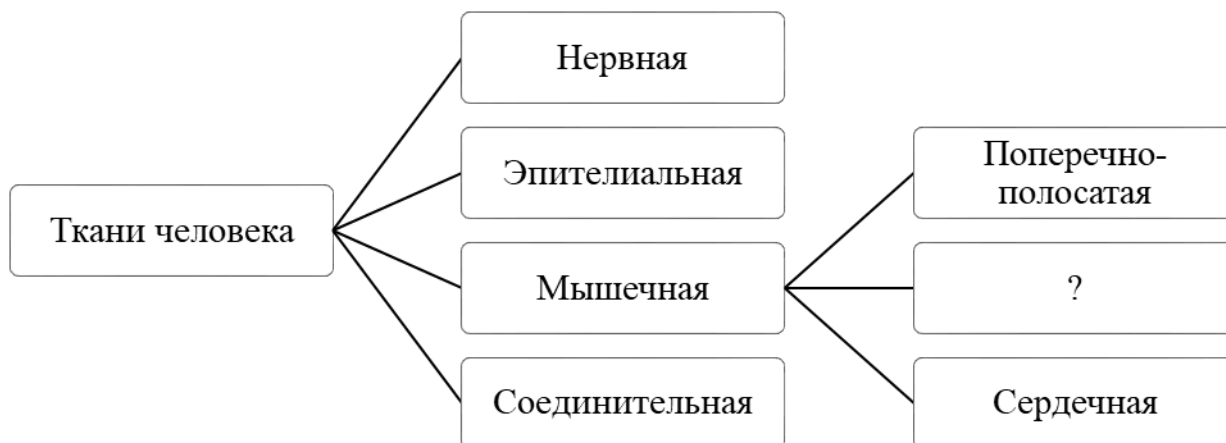 Ткани человека
Нервная
Эпителиальная
Мышечная
Соединительная
Поперечно-
полосатая
?
Сердечная